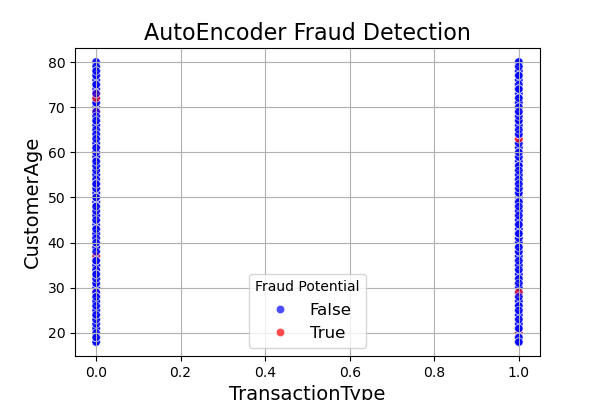 AutoEncoder Fraud Detection
CustomerAge
80
70
60
50
40
30
20
Fraud Potential
False
True
0.0 0.2 0.4 0.6 0.8 1.0
TransactionType